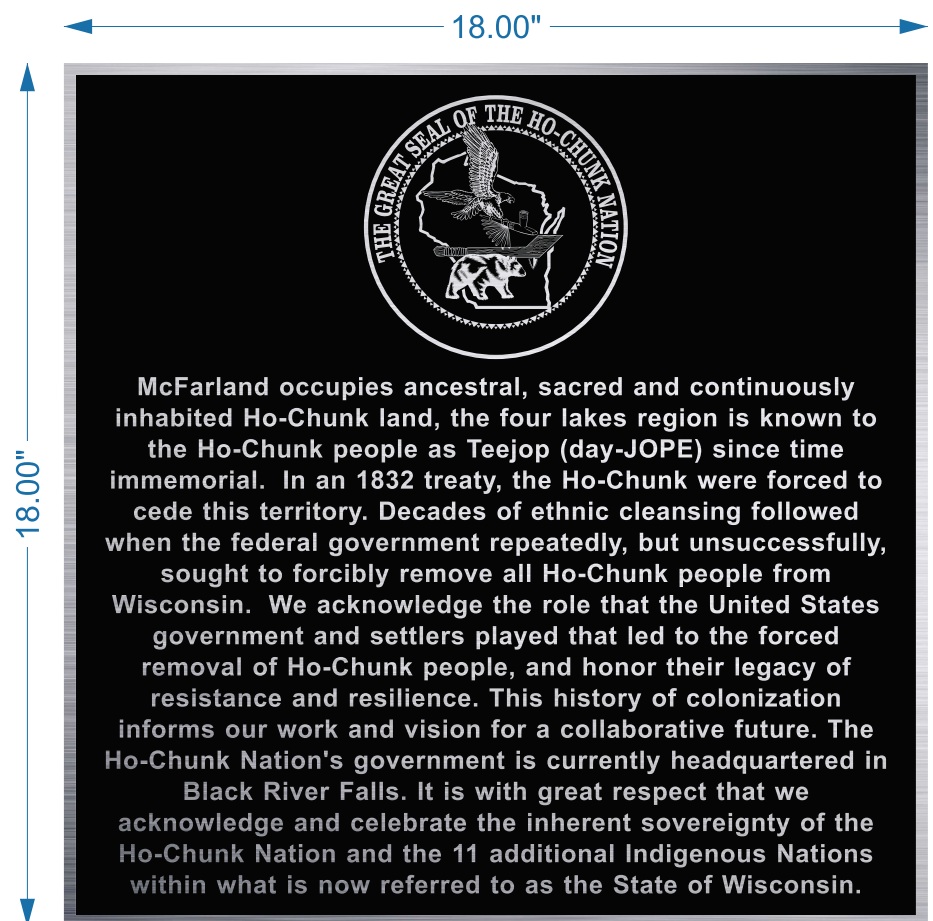 18.00"
18.00"
THE GREAT SEAL OF THE HO-CHUNK NATION
McFarland occupies ancestral, sacred and continuously
inhabited Ho-Chunk land, the four lakes region is known to
the Ho-Chunk people as Teejop (day-JOPE) since time
immemorial.  In an 1832 treaty, the Ho-Chunk were forced to
cede this territory. Decades of ethnic cleansing followed
when the federal government repeatedly, but unsuccessfully,
sought to forcibly remove all Ho-Chunk people from
Wisconsin.  We acknowledge the role that the United States
government and settlers played that led to the forced
removal of Ho-Chunk people, and honor their legacy of
resistance and resilience. This history of colonization
informs our work and vision for a collaborative future. The
Ho-Chunk Nation's government is currently headquartered in
Black River Falls. It is with great respect that we
acknowledge and celebrate the inherent sovereignty of the
Ho-Chunk Nation and the 11 additional Indigenous Nations
within what is now referred to as the State of Wisconsin.